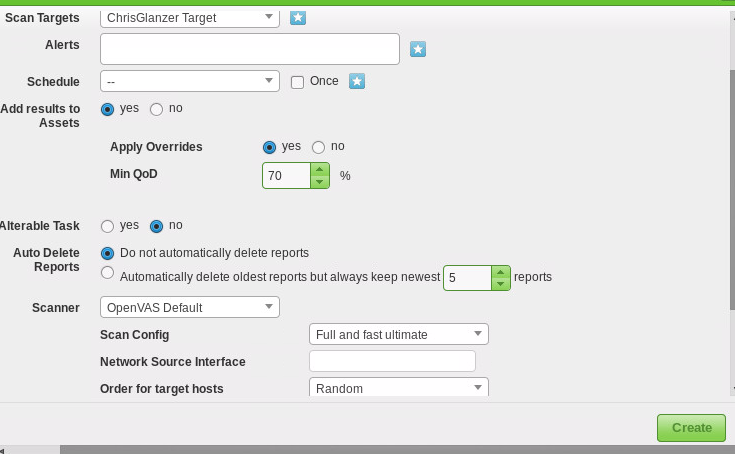 Scan Targets ChrisGlanzer Target
Alerts
Schedule -- Once
Add results to yes no
Assets
Apply Overrides yes no
Min QoD 70 %
Alterable Task yes no
Auto Delete Do not automatically delete reports
Reports
Automatically delete oldest reports but always keep newest 5 reports
Scanner OpenVAS Default
Scan Config Full and fast ultimate
Network Source Interface
Order for target hosts Random
Create